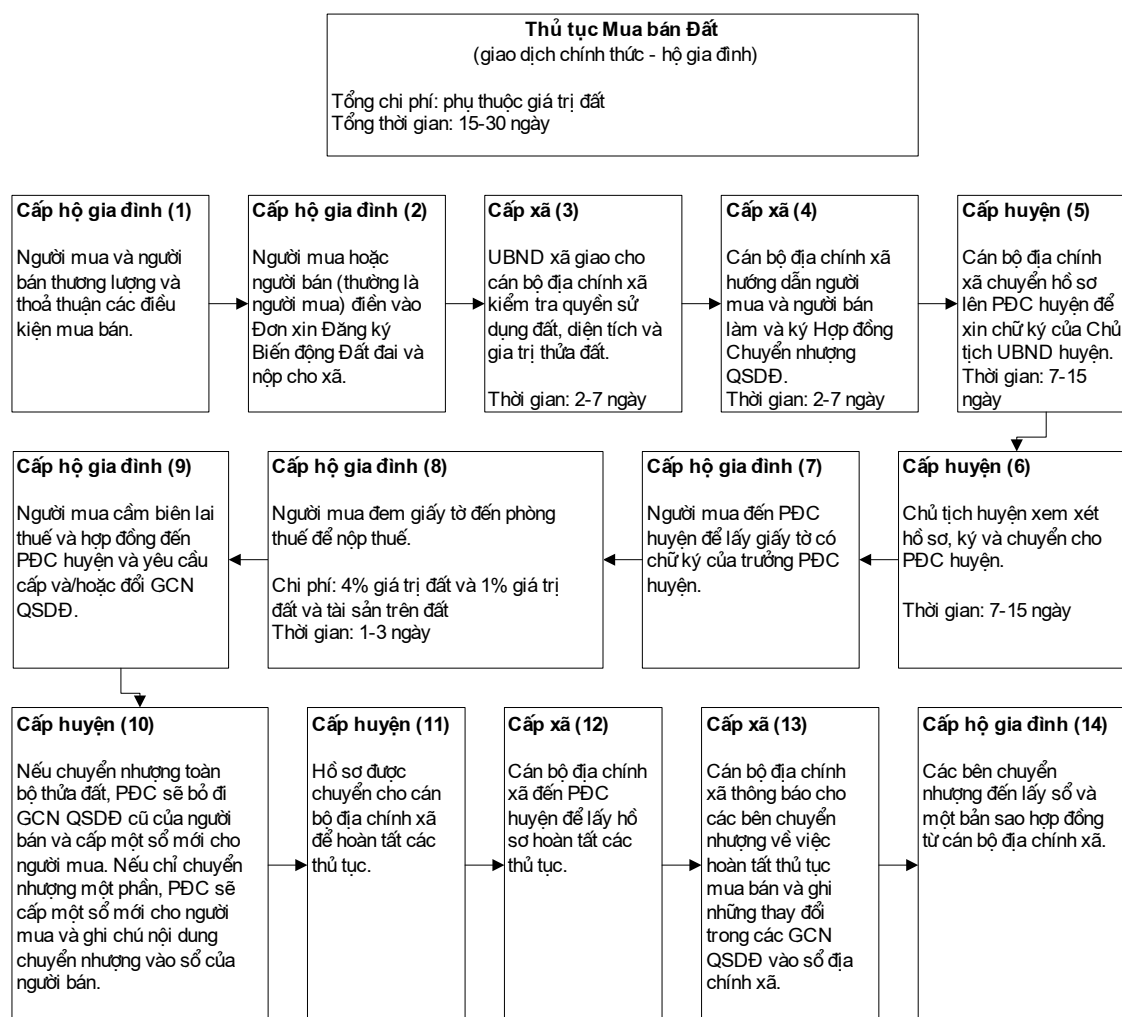 Thủ tục Mua bán Đất
(giao dịch chính thức - hộ gia đình)
Tổng chi phí: phụ thuộc giá trị đất
Tổng thời gian: 15-30 ngày
Cấp hộ gia đình (1)
Người mua và người
bán thương lượng và
thoả thuận các điều
kiện mua bán.
Cấp hộ gia đình (2)
Người mua hoặc
người bán (thường là
người mua) điền vào
Đơn xin Đăng ký
Biến động Đất đai và
nộp cho xã.
Cấp xã (3)
UBND xã giao cho
cán bộ địa chính xã
kiểm tra quyền sử
dụng đất, diện tích và
gia trị thửa đất.
Thời gian: 2-7 ngày
Cấp xã (4)
Cán bộ địa chính xã
hướng dẫn người
mua và người bán
làm và ký Hợp đồng
Chuyển nhượng
QSDĐ.
Thời gian: 2-7 ngày
Cấp huyện (5)
Cán bộ địa chính
xã chuyển hồ sơ
lên PĐC huyện để
xin chữ ký của Chủ
tịch UBND huyện.
Thời gian: 7-15
ngày
Cấp huyện (6)
Chủ tịch huyện xem xét
hồ sơ, ký và chuyển cho
PĐC huyện.
Thời gian: 7-15 ngày
Cấp hộ gia đình (7)
Người mua đến PĐC
huyện để lấy giấy tờ có
chữ ký của trưởng PĐC
huyện.
Cấp hộ gia đình (8)
Người mua đem giấy tờ đến phòng
thuế để nộp thuế.
Chi phí: 4% giá trị đất và 1% giá trị
đất và tài sản trên đất
Thời gian: 1-3 ngày
Cấp hộ gia đình (9)
Người mua cầm biên lai
thuế và hợp đồng đến
PĐC huyện và yêu cầu
cấp và/hoặc đổi GCN
QSDĐ.
Cấp huyện (10)
Nếu chuyển nhượng toàn
bộ thửa đất, PĐC sẽ bỏ đi
GCN QSDĐ cũ của người
bán và cấp một sổ mới cho
người mua. Nếu chỉ chuyển
nhượng một phần, PĐC sẽ
cấp một sổ mới cho người
mua và ghi chú nội dung
chuyển nhượng vào sổ của
người bán.
Cấp huyện (11)
Hồ sơ được
chuyển cho cán
bộ địa chính xã
để hoàn tất các
thủ tục.
Cấp xã (12)
Cán bộ địa chính
xã đến PĐC
huyện để lấy hồ
sơ hoàn tất các
thủ tục.
Cấp xã (13)
Cán bộ địa chính
xã thông báo cho
các bên chuyển
nhượng về việc
hoàn tất thủ tục
mua bán và ghi
những thay đổi
trong các GCN
QSDĐ vào sổ địa
chính xã.
Cấp hộ gia đình (14)
Các bên chuyển
nhượng đến lấy sổ và
một bản sao hợp đồng
từ cán bộ địa chính xã.